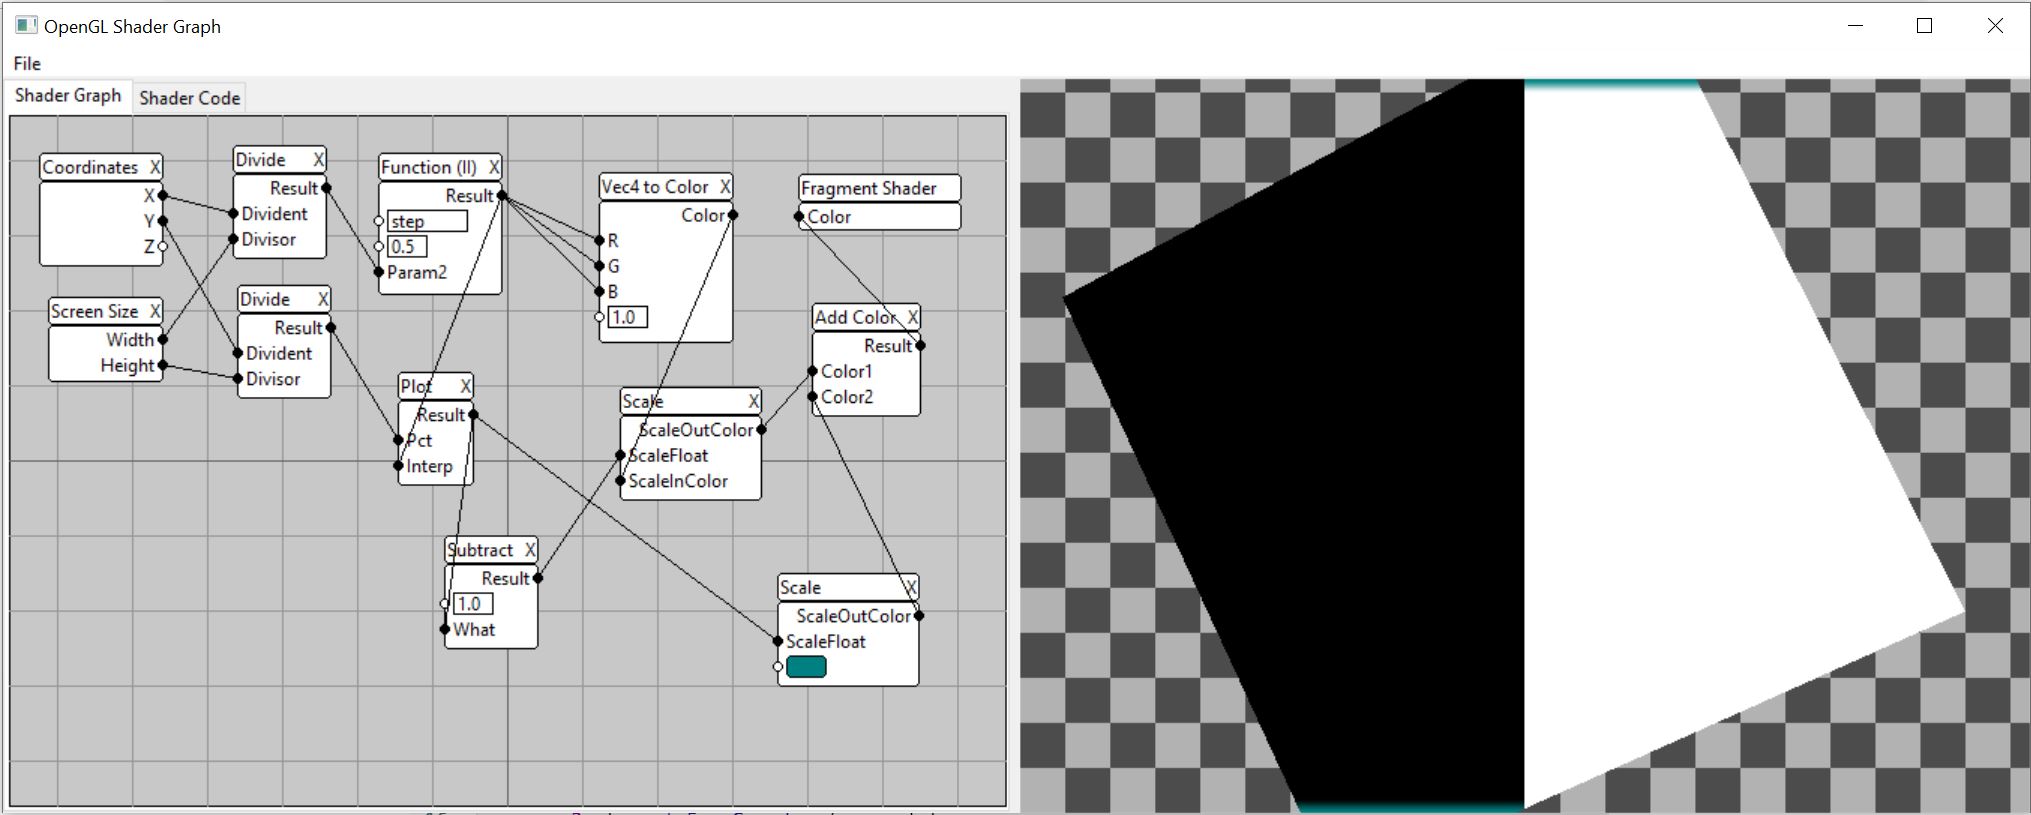 OpenGL Shader Graph
File
Shader Graph
Shader Code
Coordinates X
X
Y
Z
Screen Size X
Width
Height
Divide X
Result
Divident
Divisor
Divide X
Result
Divident
Divisor
Function (II) X
Result
step
0.5
Param2
Plot X
Result
Pct
Interp
Subtract X
Result
1.0
What
Vec4 to Color X
Color
R
G
B
1.0
Scale X
ScaleOutColor
ScaleFloat
ScaleInColor
Fragment Shader
Color
Add Color X
Result
Color1
Color2
Scale X
ScaleOutColor
ScaleFloat